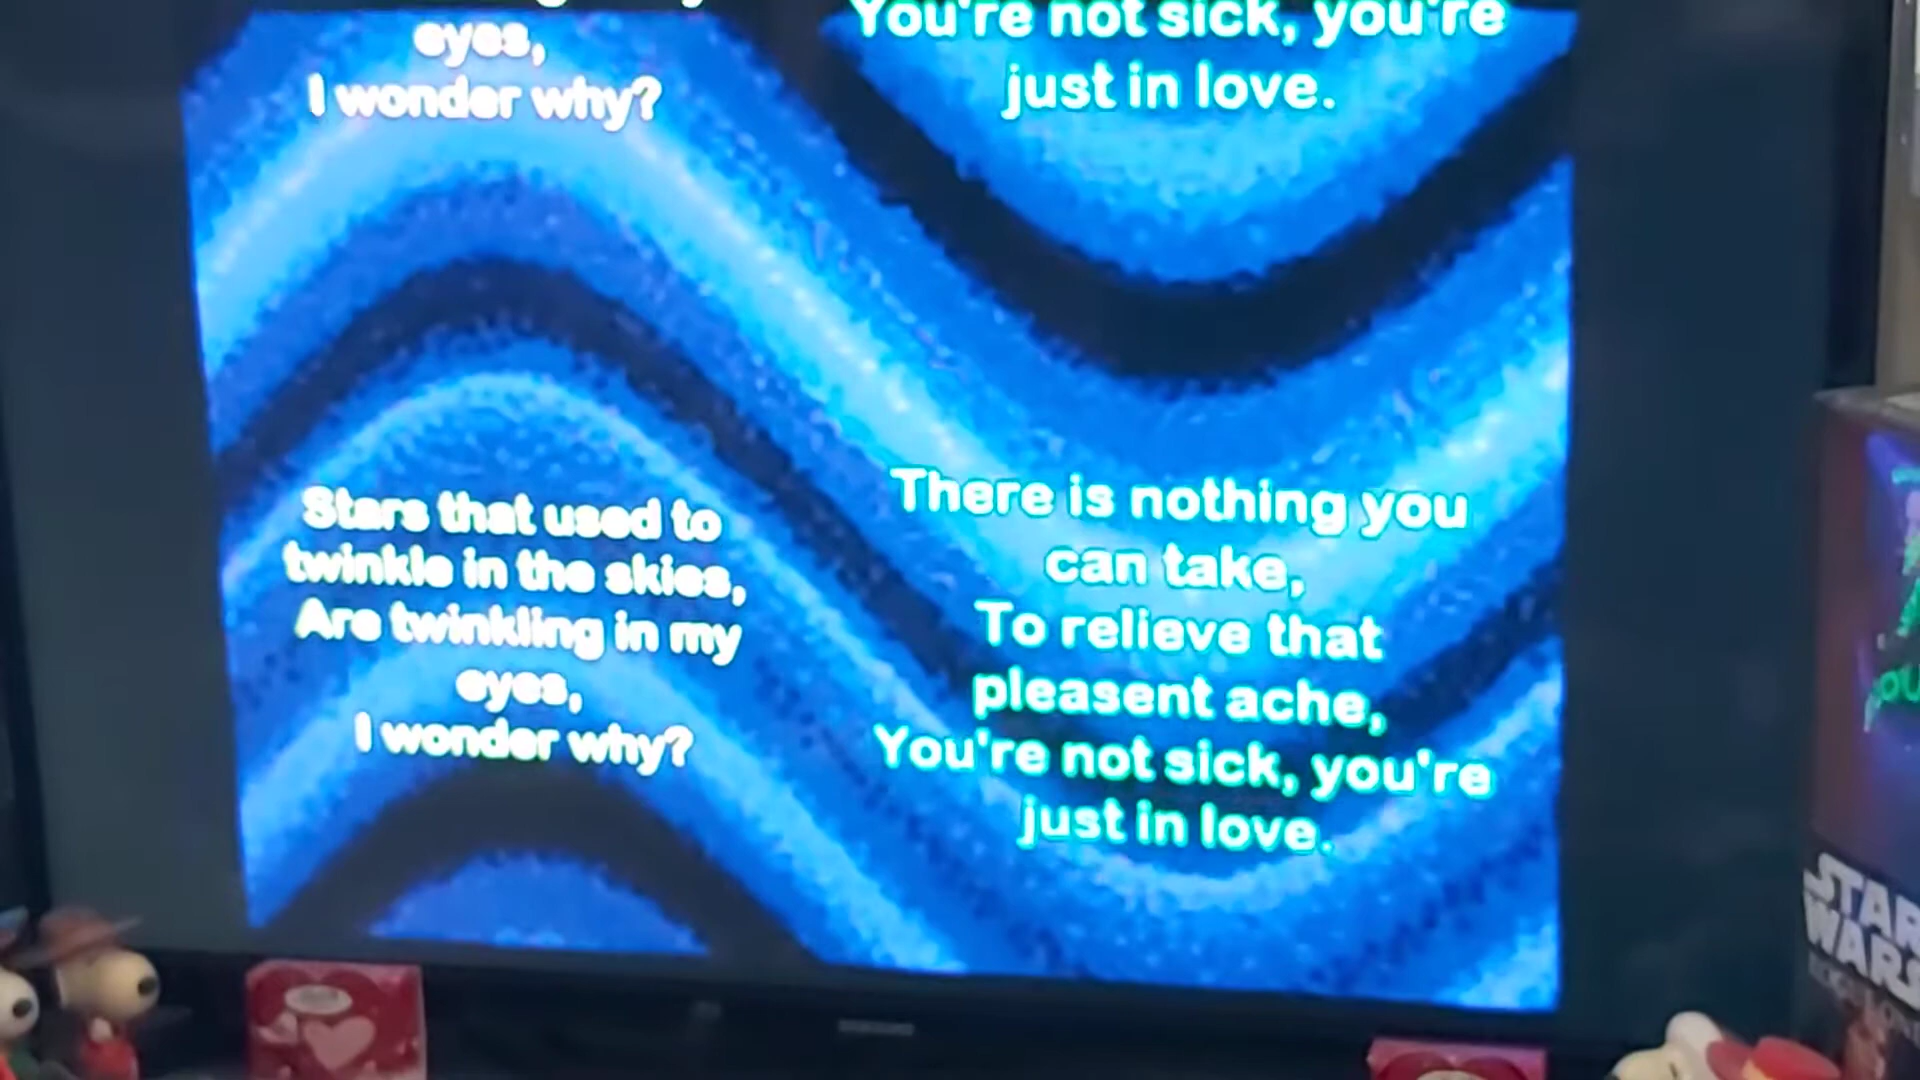 eyes,
I wonder why?
You're not sick, you're
just in love.
Stars that used to
twinkle in the skies,
Are twinkling in my
eyes,
I wonder why?
There is nothing you
can take,
To relieve that
pleasent ache,
You're not sick, you're
just in love.
STAR
WARS